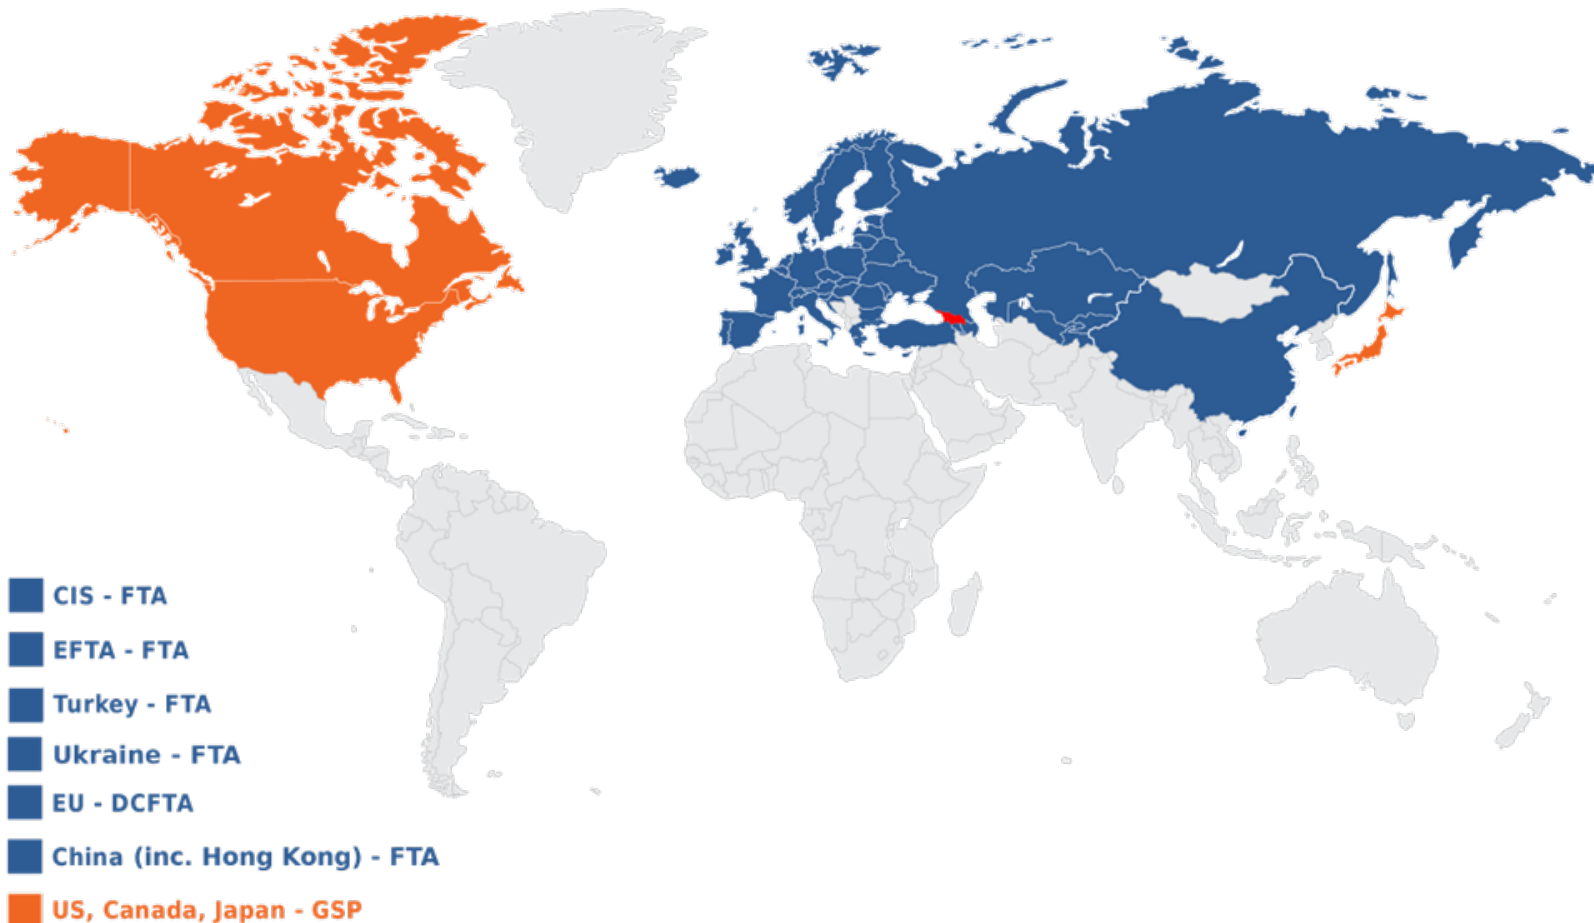 CIS - FTA
EFTA - FTA
Turkey - FTA
Ukraine - FTA
EU - DCFTA
China (inc. Hong Kong) - FTA
US, Canada, Japan - GSP